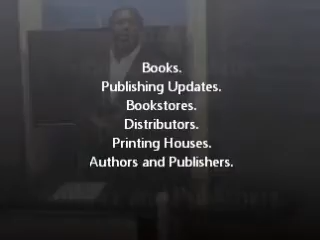 Books.
Publishing Updates.
Bookstores.
Distributors.
Printing Houses.
Authors and Publishers.